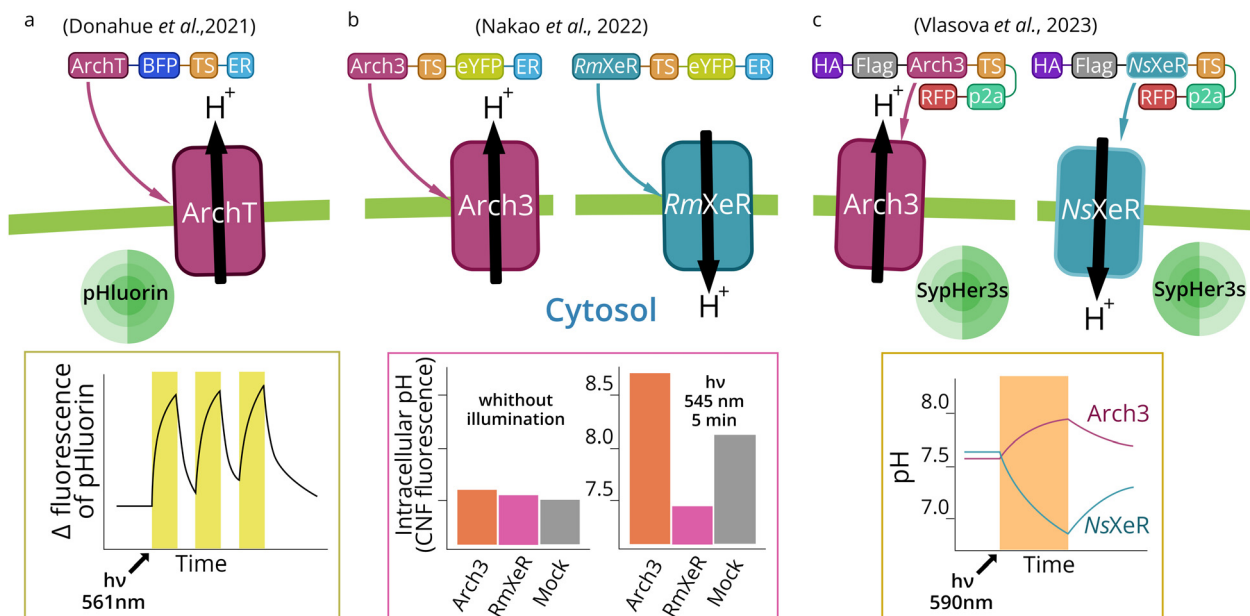 a
(Donahue et al.,2021)
ArchT BFP TS ER
H+
ArchT
pHluorin
Δ fluorescence
of pHluorin
Time
hν
561nm
b
(Nakao et al., 2022)
Arch3 TS eYFP ER
RmXeR TS eYFP ER
H+
Arch3
RmXeR
H+
Cytosol
Intracellular pH
(CNF fluorescence)
whithout
illumination
Arch3
RmXeR
Mock
8.5
8.0
7.5
hν
545 nm
5 min
Arch3
RmXeR
Mock
c
(Vlasova et al., 2023)
HA Flag Arch3 TS
RFP p2a
HA Flag NsXeR TS
RFP p2a
H+
Arch3
NsXeR
H+
SypHer3s
SypHer3s
pH
8.0
7.5
7.0
Arch3
NsXeR
hν
590nm
Time